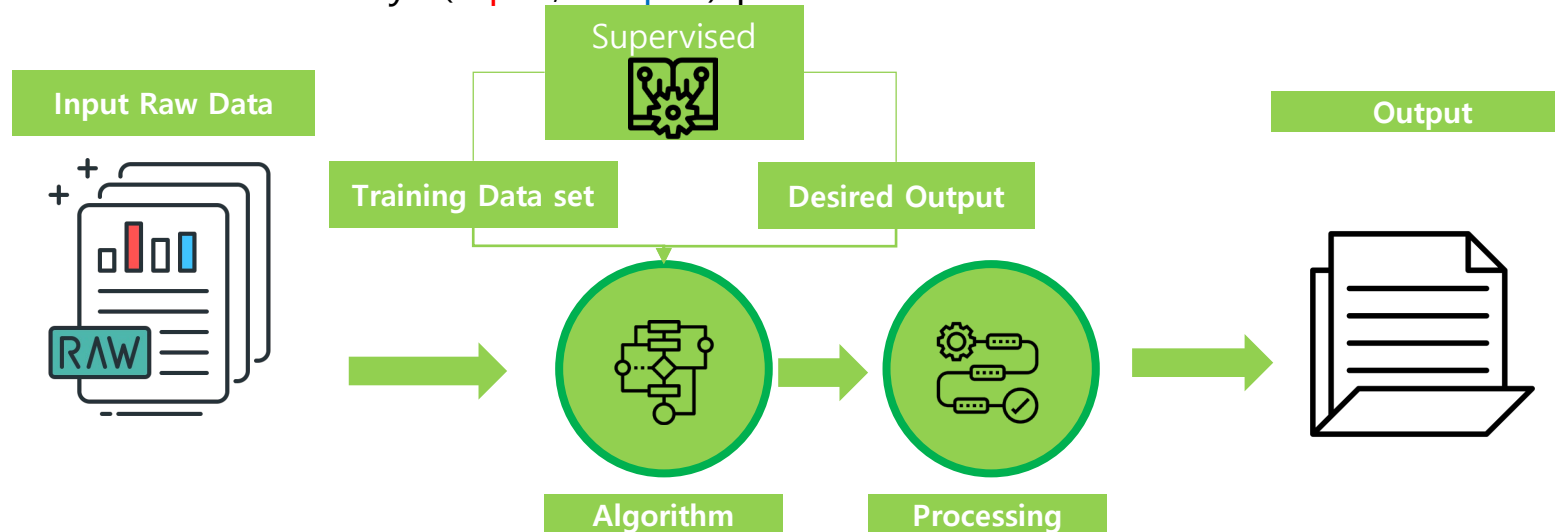 Supervised
Input Raw Data
Output
Training Data set
Desired Output
RAW
Algorithm
Processing